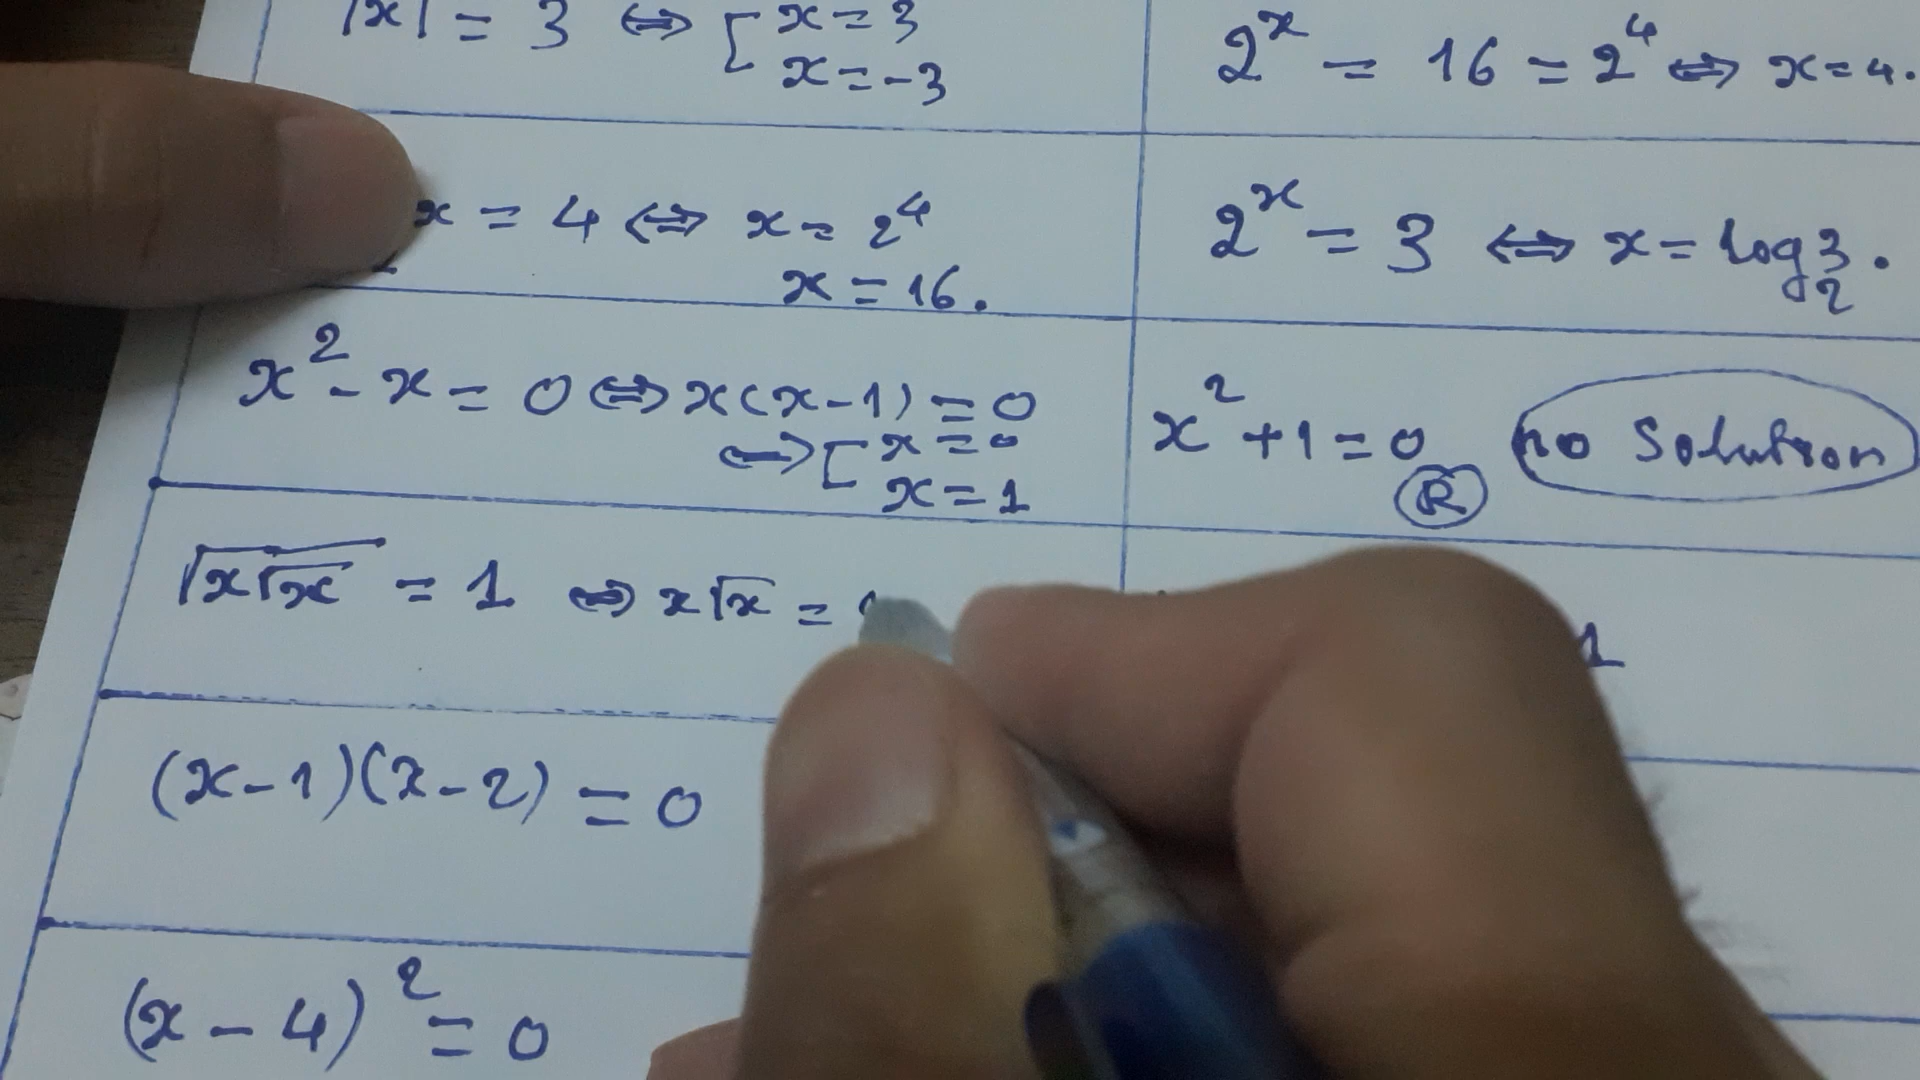 |x| = 3 ⇔ [ x = 3
x = -3
2^x = 16 = 2^4 ⇔ x = 4.
x = 4 ⇔ x = 2^4
x = 16.
2^x = 3 ⇔ x = log_2 3.
x^2 - x = 0 ⇔ x(x-1) = 0
⇔ [ x = 0
x = 1
x^2 + 1 = 0 no Solution
R
√(x√x) = 1 ⇔ x√x =
1
(x-1)(x-2) = 0
(x-4)^2 = 0